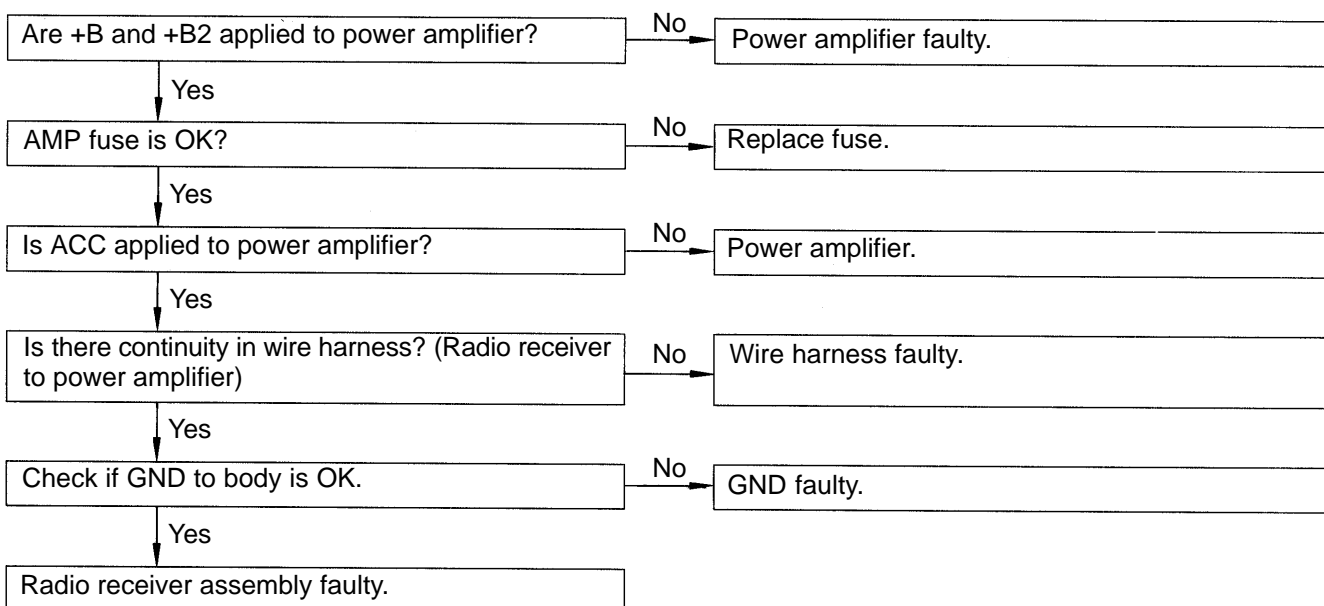 Are +B and +B2 applied to power amplifier?
No
Power amplifier faulty.
Yes
AMP fuse is OK?
No
Replace fuse.
Yes
Is ACC applied to power amplifier?
No
Power amplifier.
Yes
Is there continuity in wire harness? (Radio receiver
to power amplifier)
No
Wire harness faulty.
Yes
Check if GND to body is OK.
No
GND faulty.
Yes
Radio receiver assembly faulty.